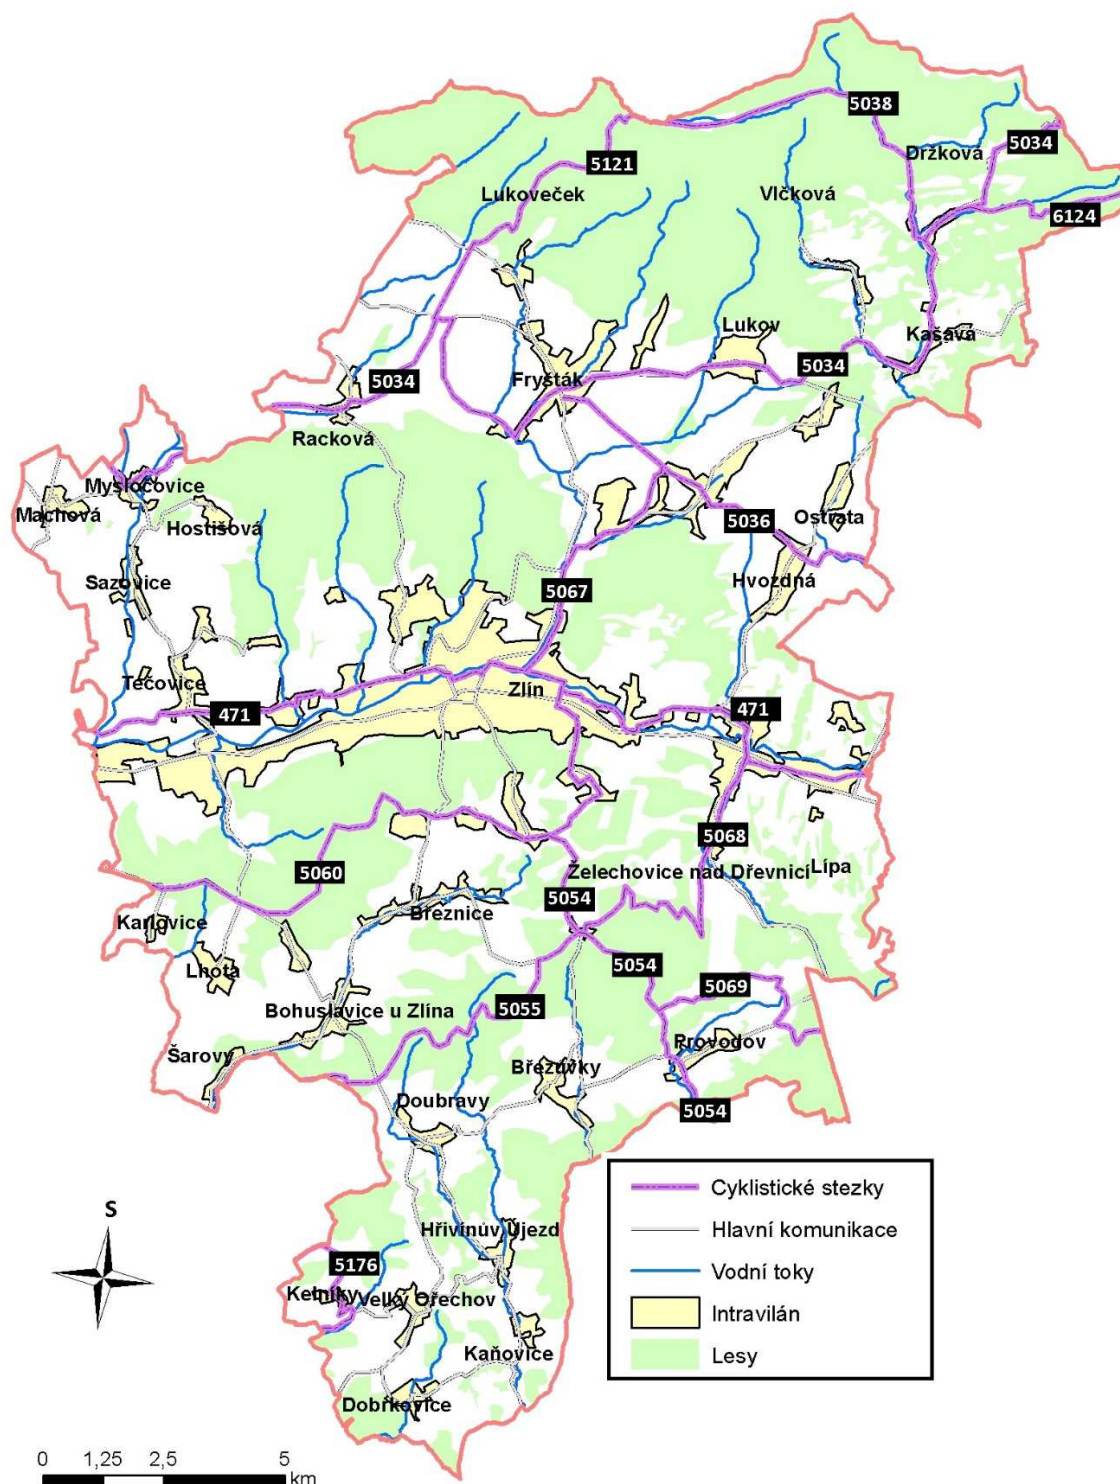 5038
5034
Držková
5121
Lukoveček
Vlčková
6124
Lukov
Kašava
5034
5034
Fryšták
Racková
Mysločovice
Machová
Hostišová
5036
Ostrata
Sazovice
5067
Hvozdná
Tečovice
Zlín
471
471
5068
5060
Želechovice nad Dřevnicí
Lípa
5054
Březnice
Karlovice
Lhota
5054
5069
Bohuslavice u Zlína
5055
Provodov
Šarovy
Březůvky
Doubravy
5054
Cyklistické stezky
Hlavní komunikace
Vodní toky
Intravilán
Lesy
S
Hřivínův Újezd
5176
Kelníky
Velký Ořechov
Kaňovice
Dobrkovice
0 1,25 2,5 5
km